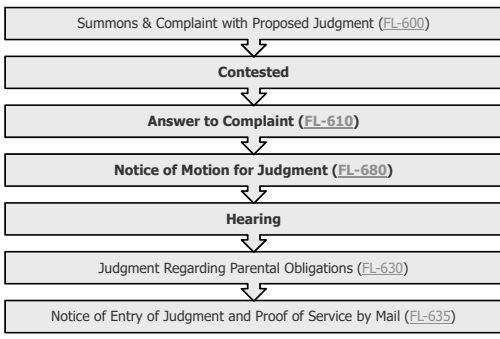 Summons & Complaint with Proposed Judgment (FL-600)
Contested
Answer to Complaint (FL-610)
Notice of Motion for Judgment (FL-680)
Hearing
Judgment Regarding Parental Obligations (FL-630)
Notice of Entry of Judgment and Proof of Service by Mail (FL-635)